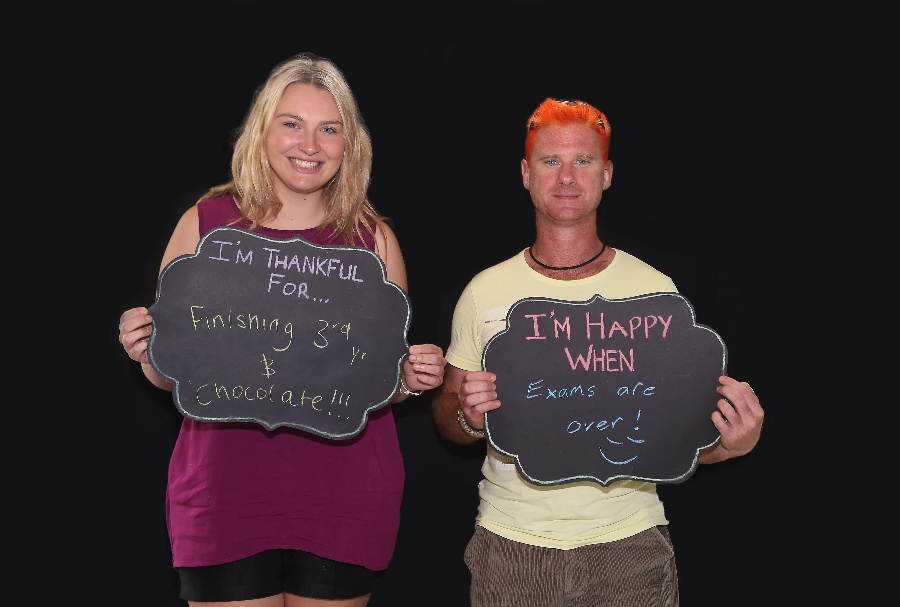 I'M THANKFUL
FOR...
Finishing 3rd
yr
&
Chocolate!!!
I'M HAPPY
WHEN
Exams are
over!